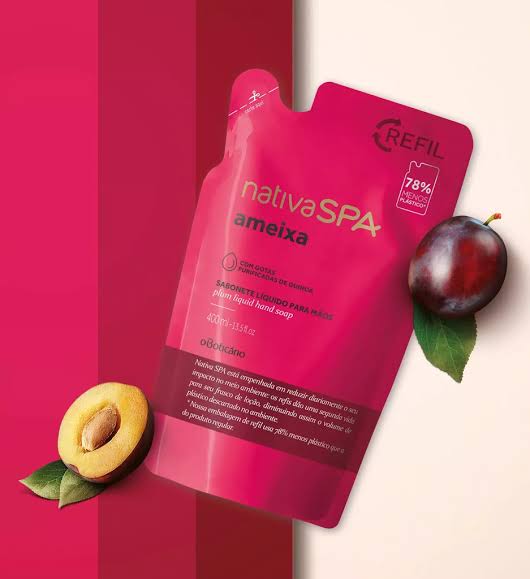 corte aqui
REFIL
78%
MENOS
PLÁSTICO*
nativaSPA
ameixa
COM GOTAS
PURIFICADAS DE QUINOA
SABONETE LÍQUIDO PARA MÃOS
plum liquid hand soap
400 ml - 13.5 fl. oz
oBoticário
Nativa SPA está empenhada em reduzir diariamente o seu
impacto no meio ambiente: os refis dão uma segunda vida
para seu frasco de loção, diminuindo assim o volume de
plástico descartado no ambiente.
* Nossa embalagem de refil usa 78% menos plástico que a
do produto regular.